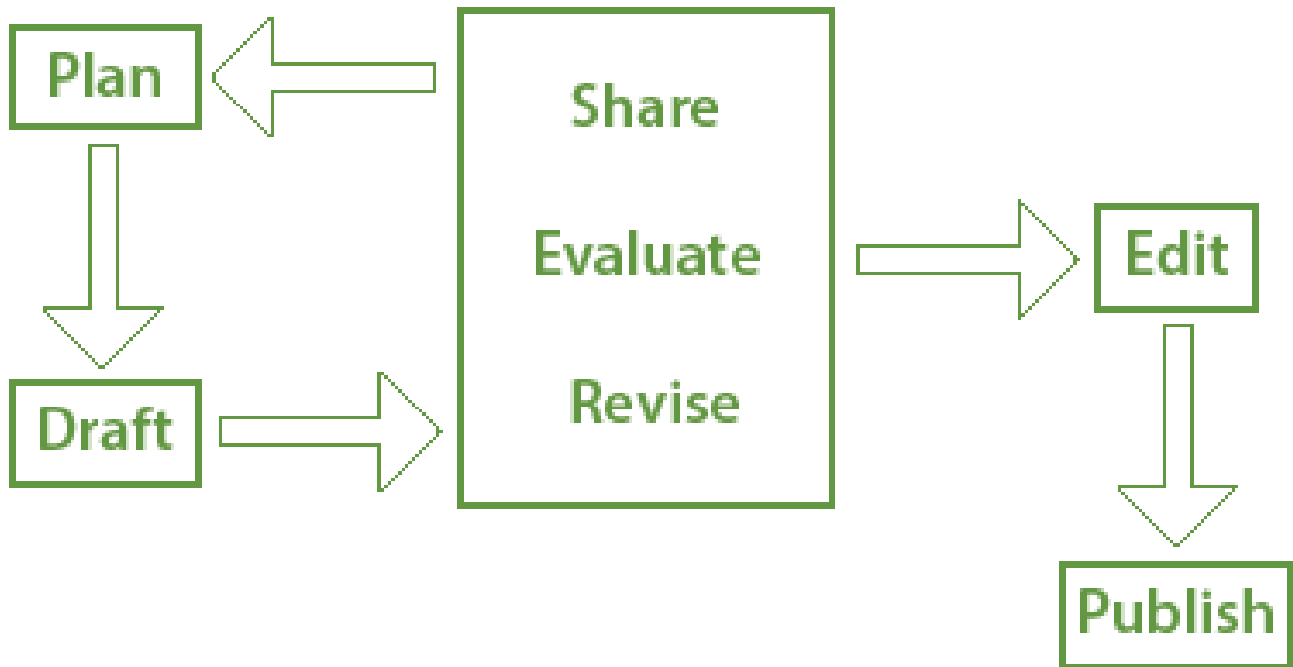 Plan
Share
Evaluate
Edit
Draft
Revise
Publish